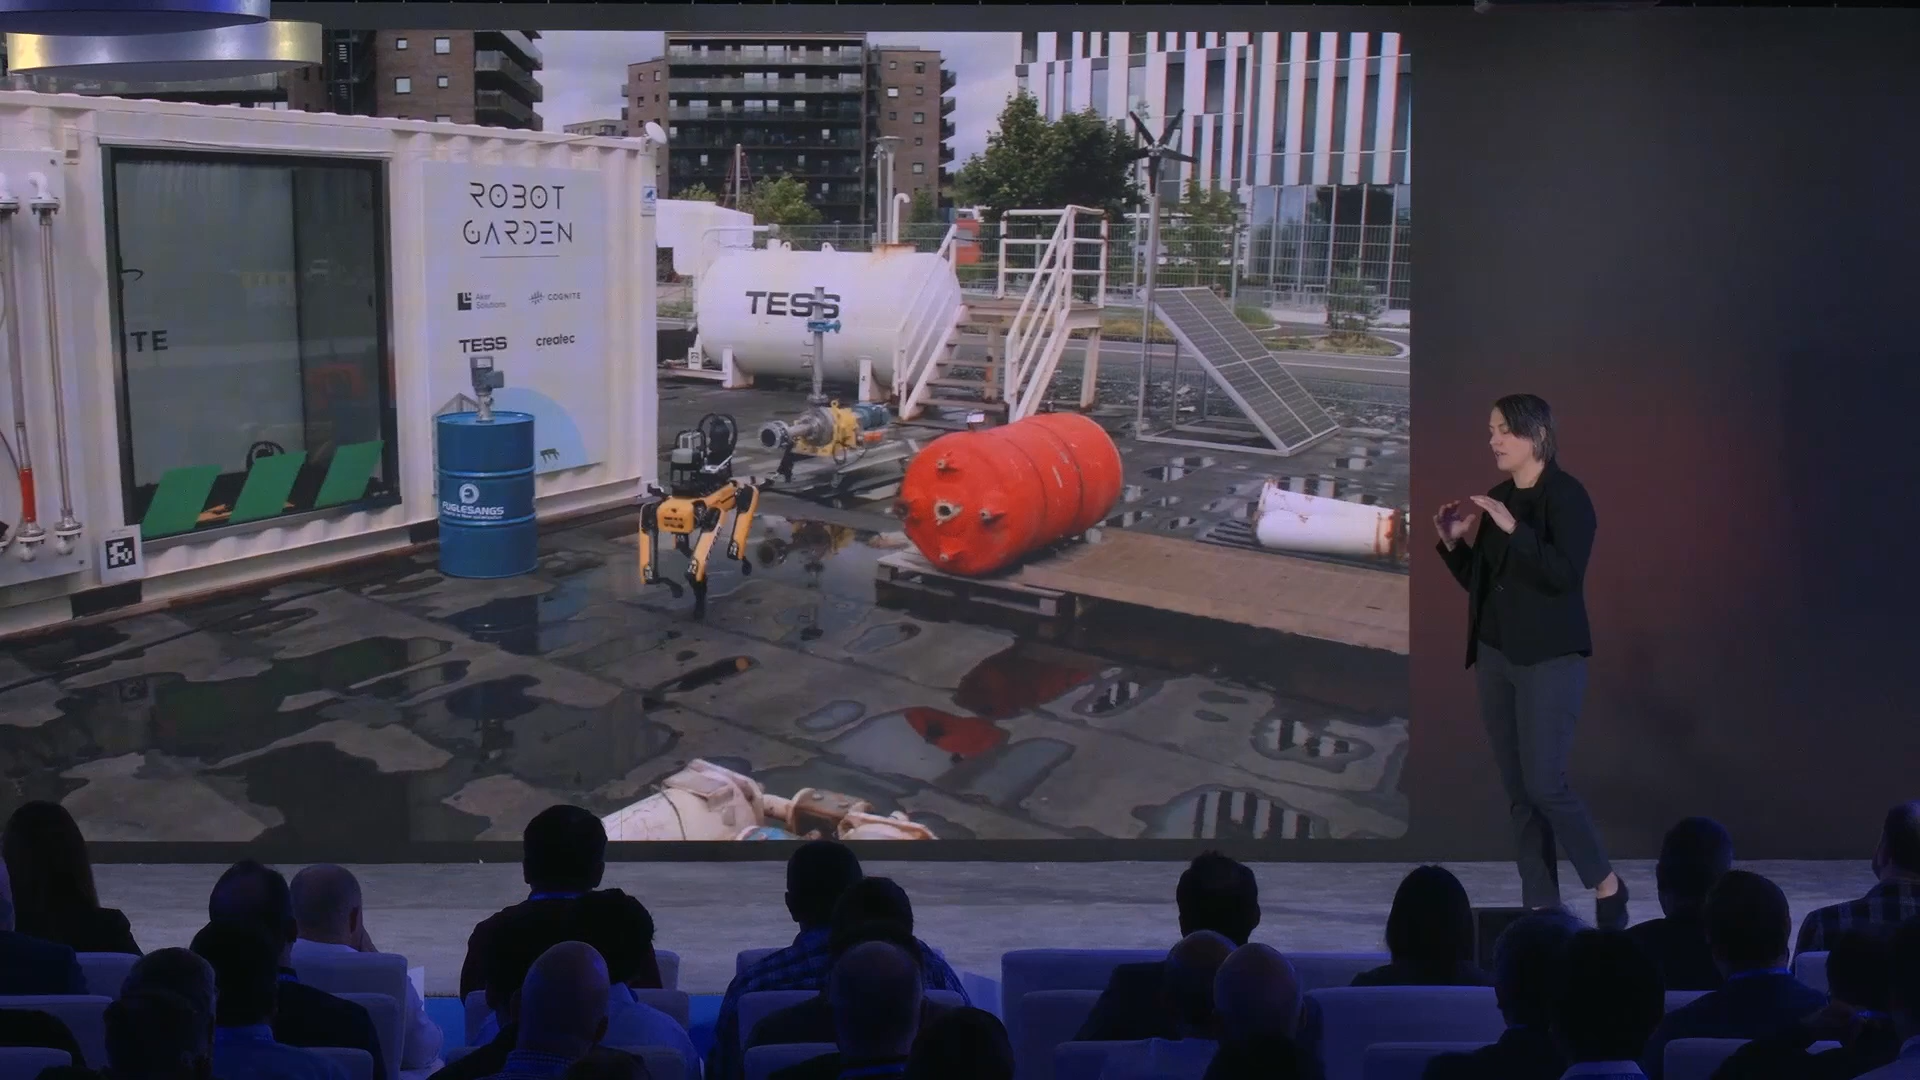 ROBOT
GARDEN
Aker
Solutions
COGNITE
TESS
createc
TE
TESS
FUGLESANGS